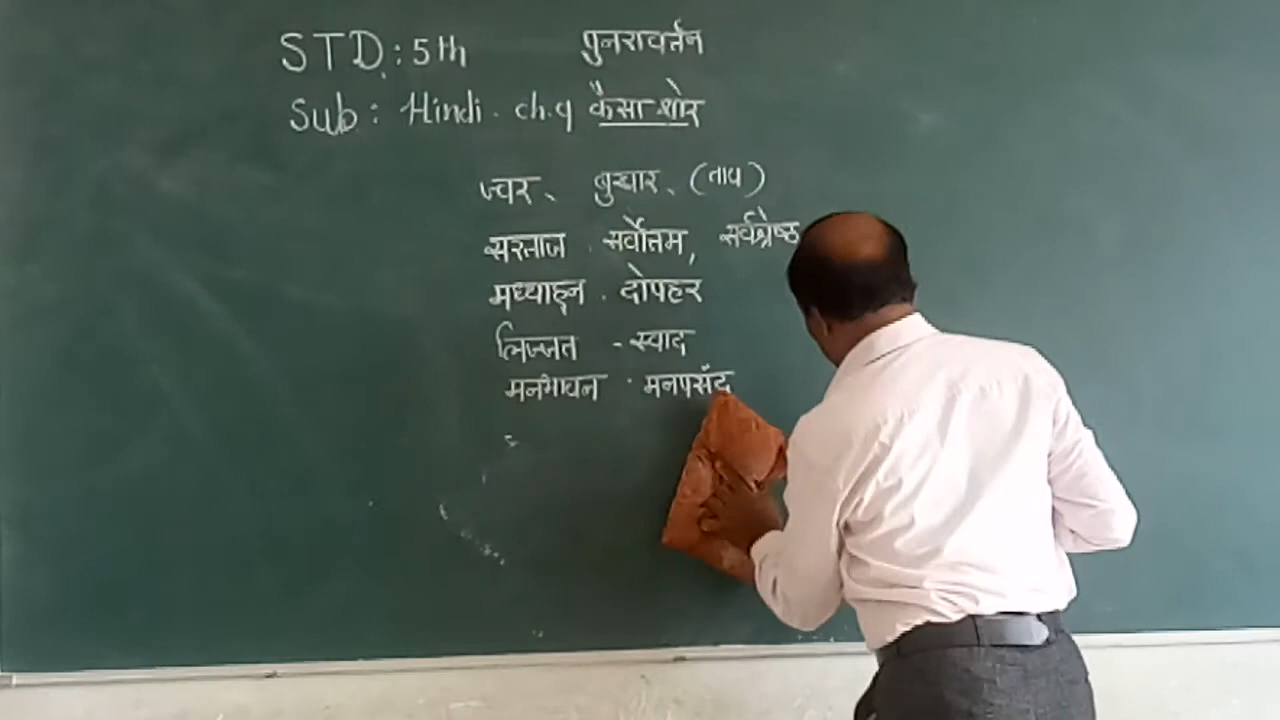 STD: 5th पुनरावर्तन
Sub: Hindi. ch.9 कैसा शोर
ज्वर、 बुखार、 (ताप)
सरताज . सर्वोत्तम, सर्वश्रेष्ठ
मध्याह्न . दोपहर
लिज्जत - स्वाद
मनभावन . मनपसंद